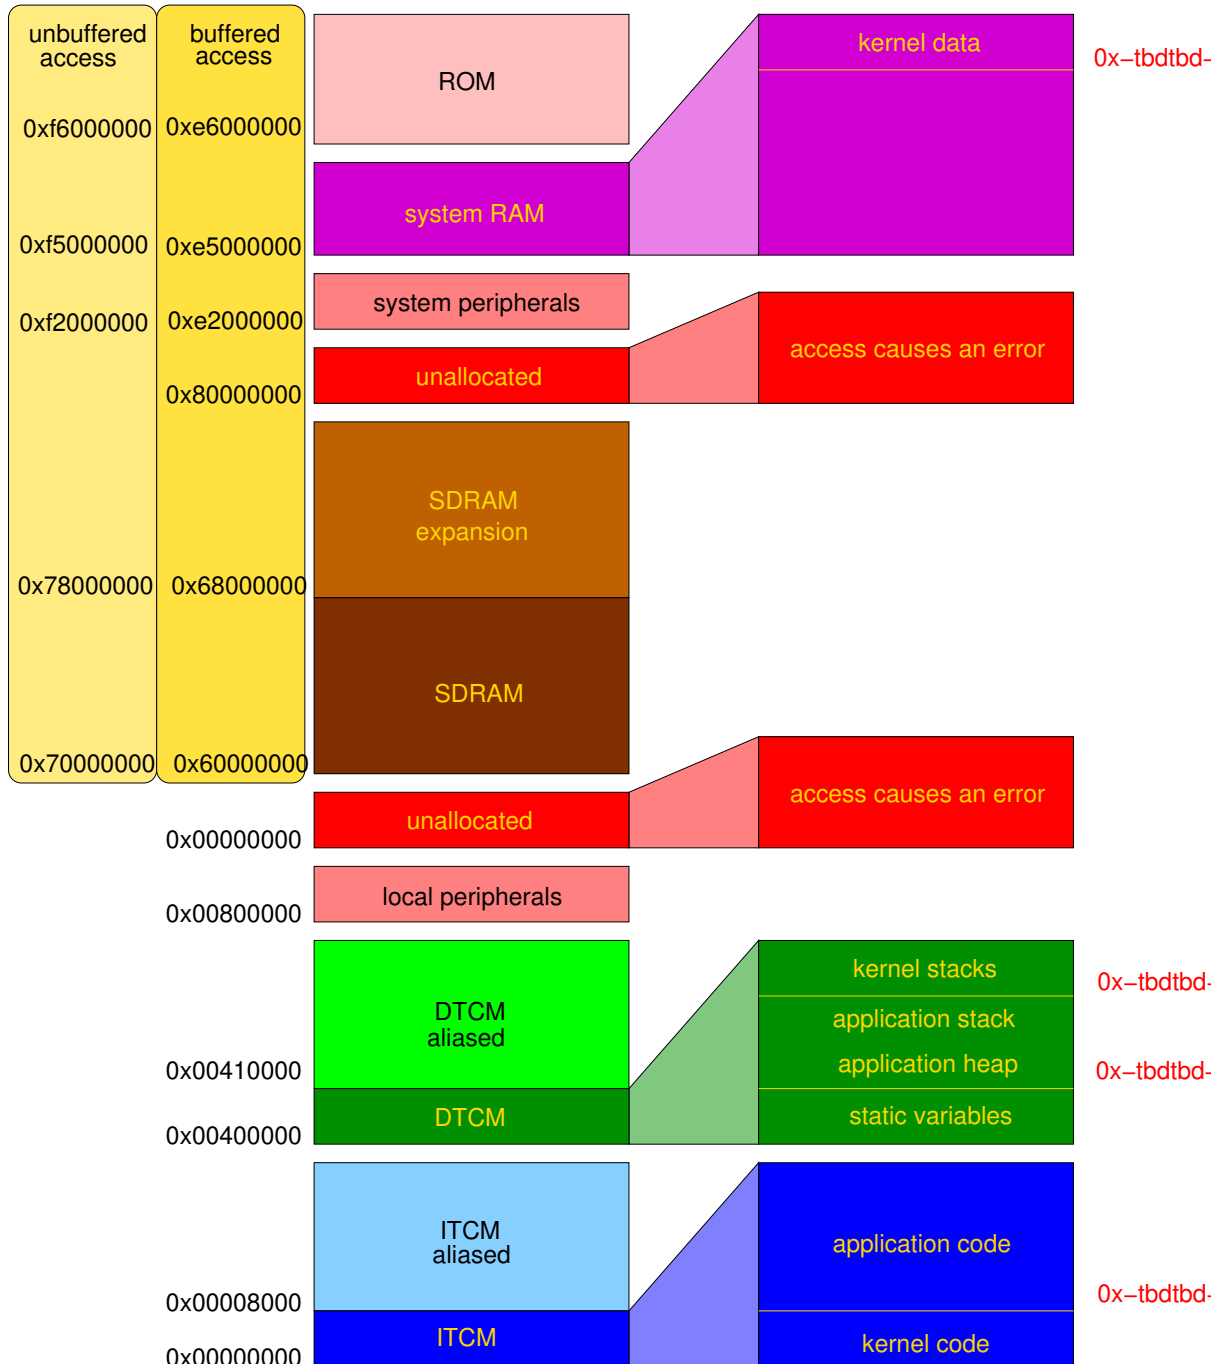 unbuffered
access
buffered
access
ROM
kernel data
0x−tbdtbd-
0xf6000000
0xe6000000
system RAM
0xf5000000
0xe5000000
system peripherals
0xf2000000
0xe2000000
access causes an error
unallocated
0x80000000
SDRAM
expansion
0x78000000
0x68000000
SDRAM
0x70000000
0x60000000
access causes an error
unallocated
0x00000000
local peripherals
0x00800000
kernel stacks
0x−tbdtbd-
DTCM
aliased
application stack
application heap
0x00410000
0x−tbdtbd-
DTCM
static variables
0x00400000
ITCM
aliased
application code
0x00008000
0x−tbdtbd-
ITCM
kernel code
0x00000000